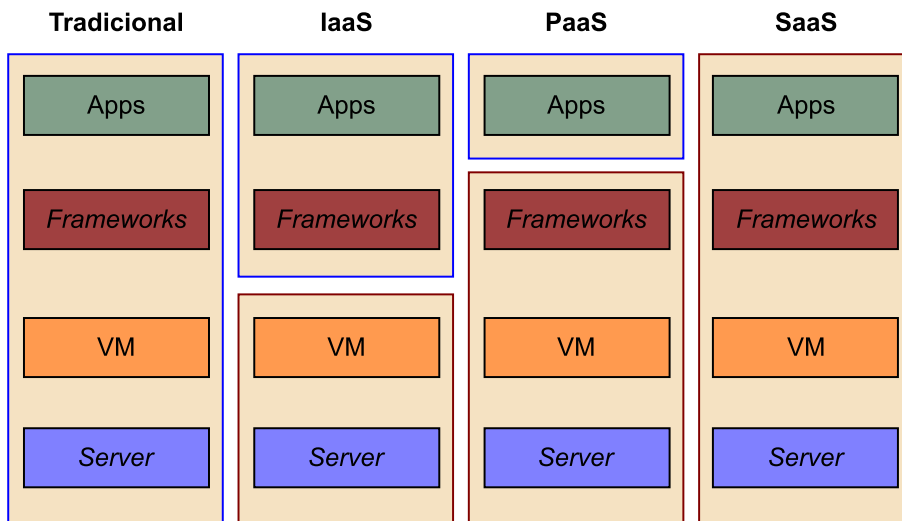 Tradicional IaaS PaaS SaaS
Apps Apps Apps Apps
Frameworks Frameworks Frameworks Frameworks
VM VM VM VM
Server Server Server Server